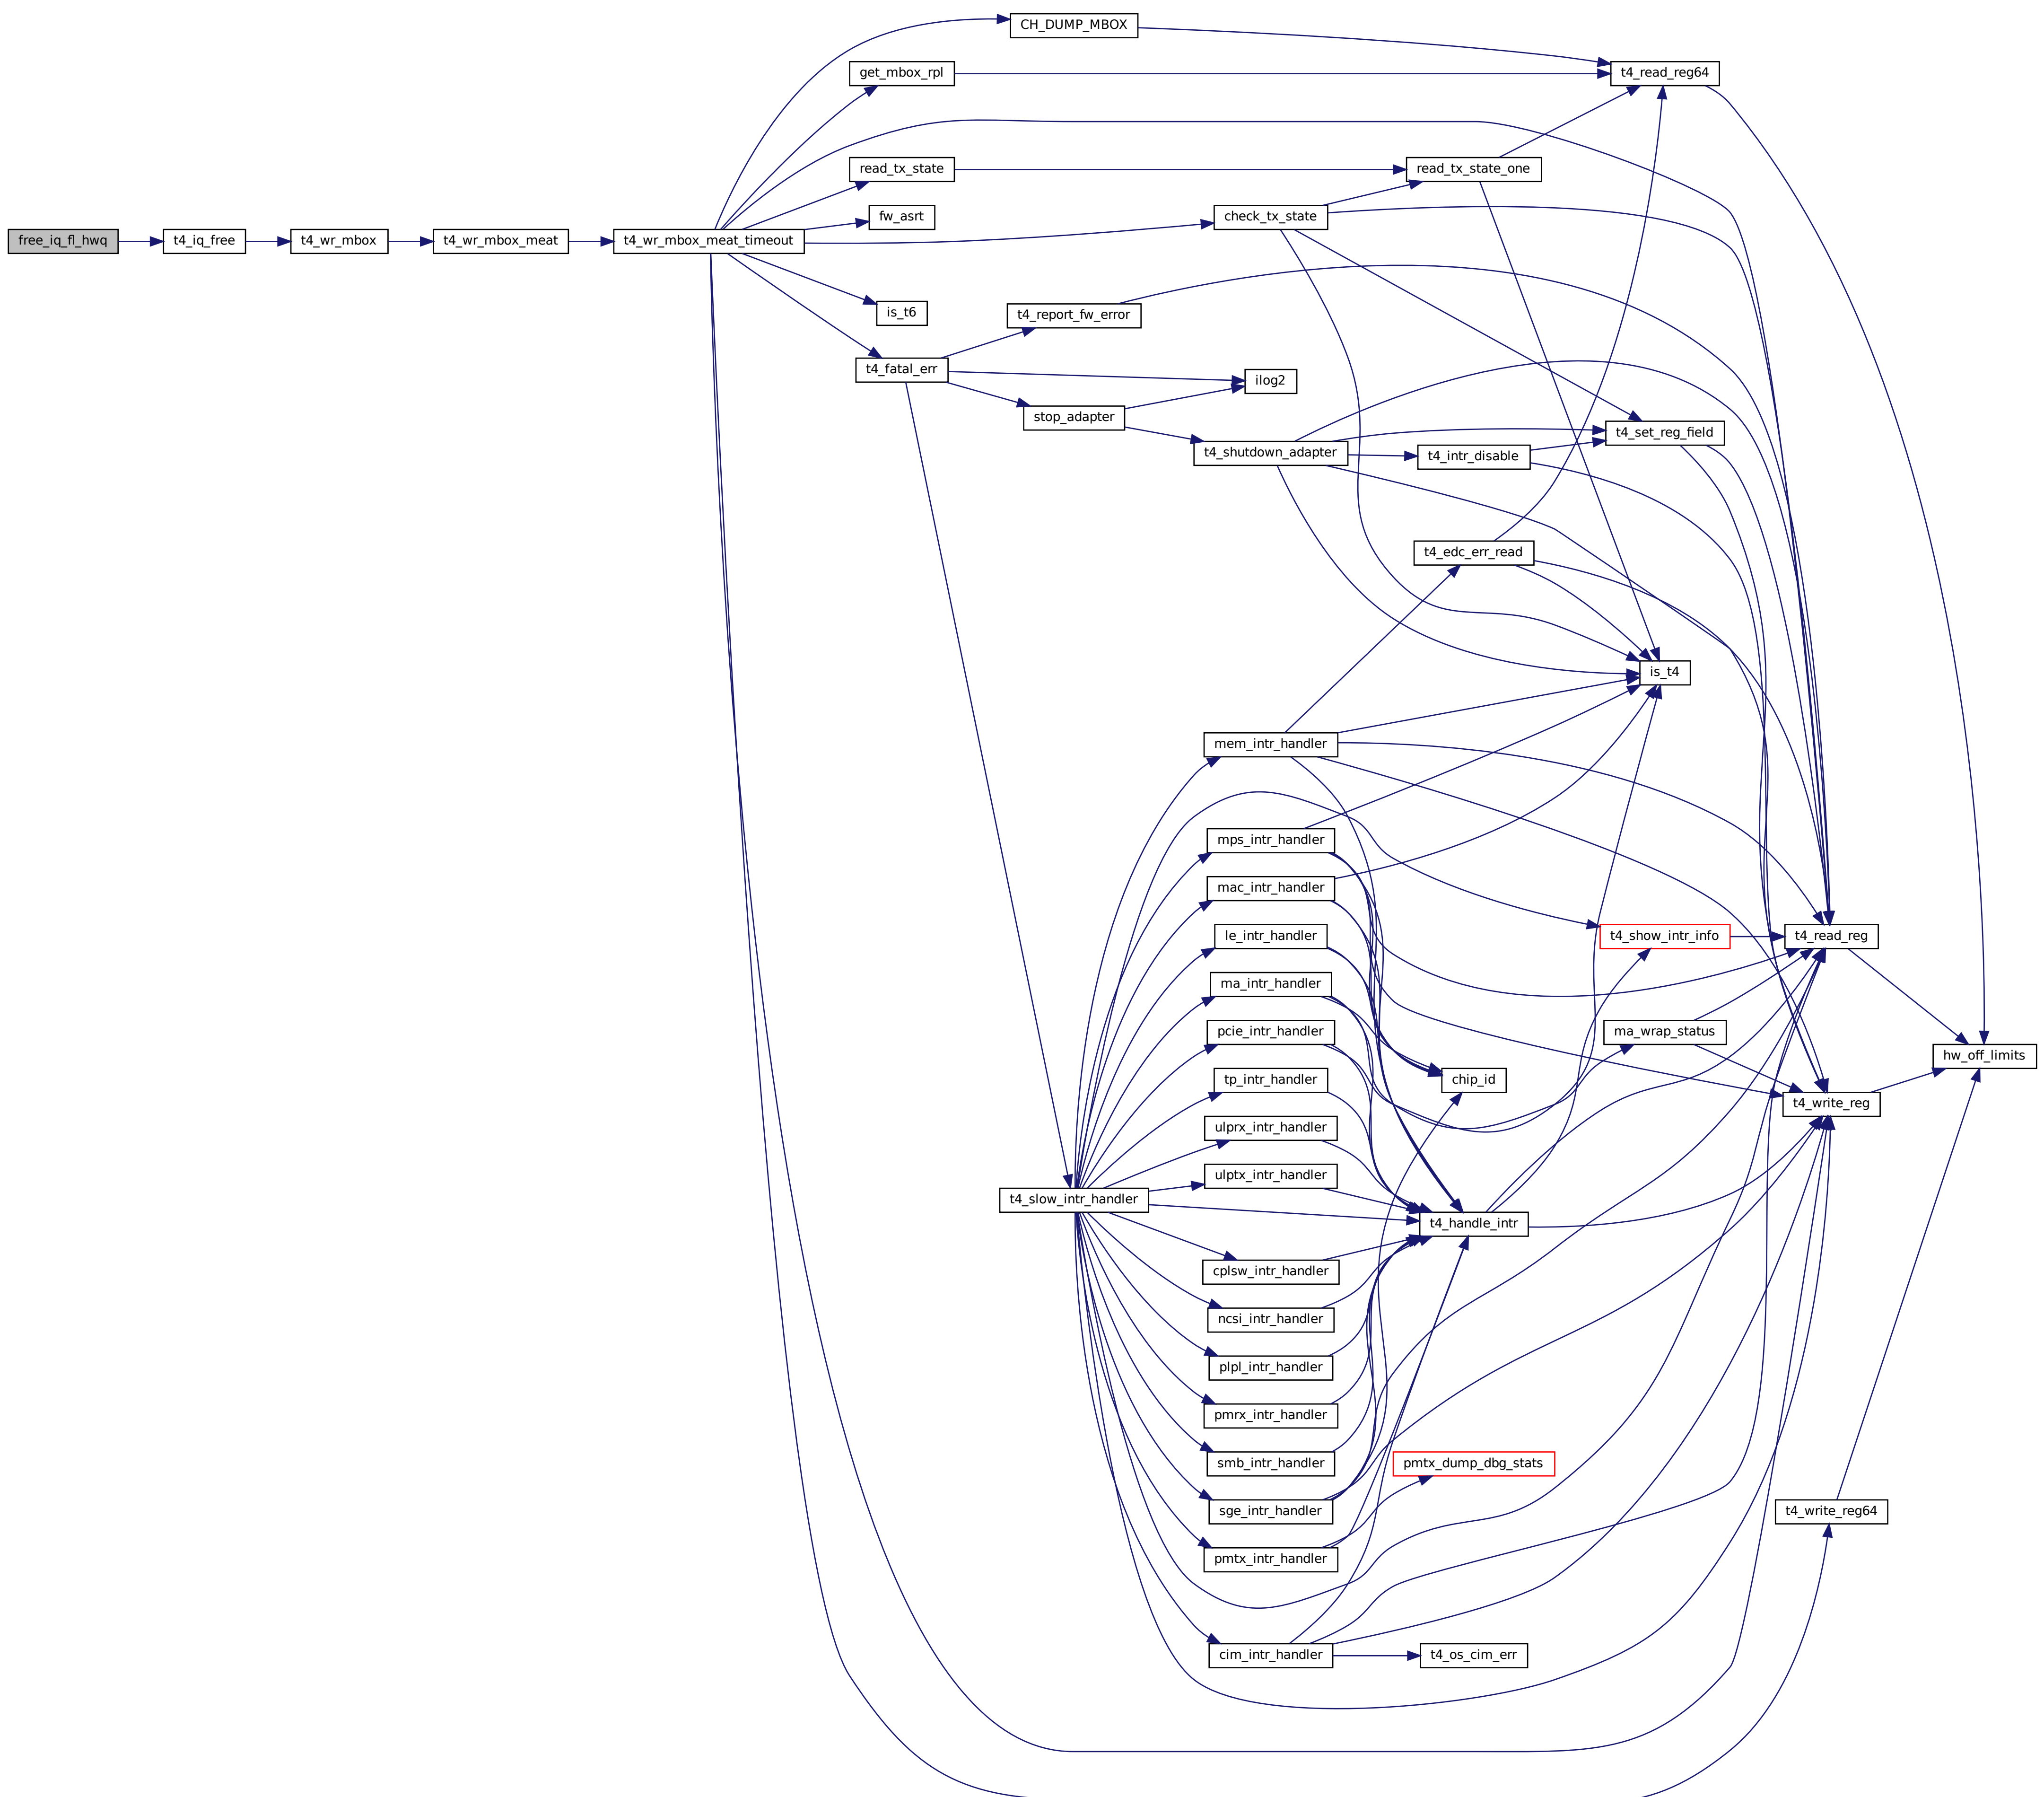 CH_DUMP_MBOX
get_mbox_rpl
t4_read_reg64
read_tx_state
read_tx_state_one
fw_asrt
check_tx_state
free_iq_fl_hwq
t4_iq_free
t4_wr_mbox
t4_wr_mbox_meat
t4_wr_mbox_meat_timeout
is_t6
t4_report_fw_error
t4_fatal_err
ilog2
stop_adapter
t4_set_reg_field
t4_shutdown_adapter
t4_intr_disable
t4_edc_err_read
is_t4
mem_intr_handler
mps_intr_handler
mac_intr_handler
le_intr_handler
t4_show_intr_info
t4_read_reg
ma_intr_handler
pcie_intr_handler
ma_wrap_status
hw_off_limits
tp_intr_handler
chip_id
t4_write_reg
ulprx_intr_handler
ulptx_intr_handler
t4_slow_intr_handler
t4_handle_intr
cplsw_intr_handler
ncsi_intr_handler
plpl_intr_handler
pmrx_intr_handler
smb_intr_handler
pmtx_dump_dbg_stats
sge_intr_handler
t4_write_reg64
pmtx_intr_handler
cim_intr_handler
t4_os_cim_err